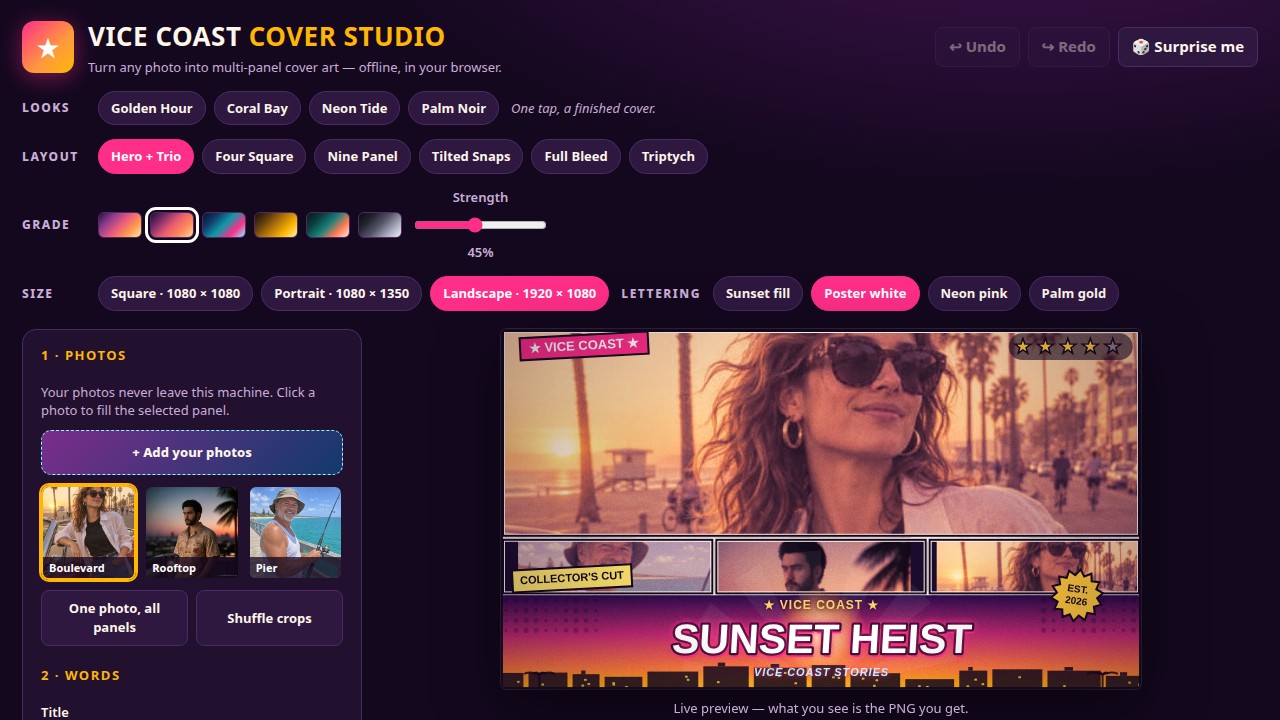 ★
VICE COAST COVER STUDIO
Turn any photo into multi-panel cover art — offline, in your browser.
↩ Undo
↪ Redo
🎲 Surprise me
LOOKS
Golden Hour
Coral Bay
Neon Tide
Palm Noir
One tap, a finished cover.
LAYOUT
Hero + Trio
Four Square
Nine Panel
Tilted Snaps
Full Bleed
Triptych
GRADE
Strength
45%
SIZE
Square · 1080 × 1080
Portrait · 1080 × 1350
Landscape · 1920 × 1080
LETTERING
Sunset fill
Poster white
Neon pink
Palm gold
1 · PHOTOS
Your photos never leave this machine. Click a
photo to fill the selected panel.
+ Add your photos
Boulevard
Rooftop
Pier
One photo, all
panels
Shuffle crops
2 · WORDS
Title
★ VICE COAST ★
★ ★ ★ ★ ★
COLLECTOR'S CUT
EST.
2026
★ VICE COAST ★
SUNSET HEIST
VICE-COAST STORIES
Live preview — what you see is the PNG you get.